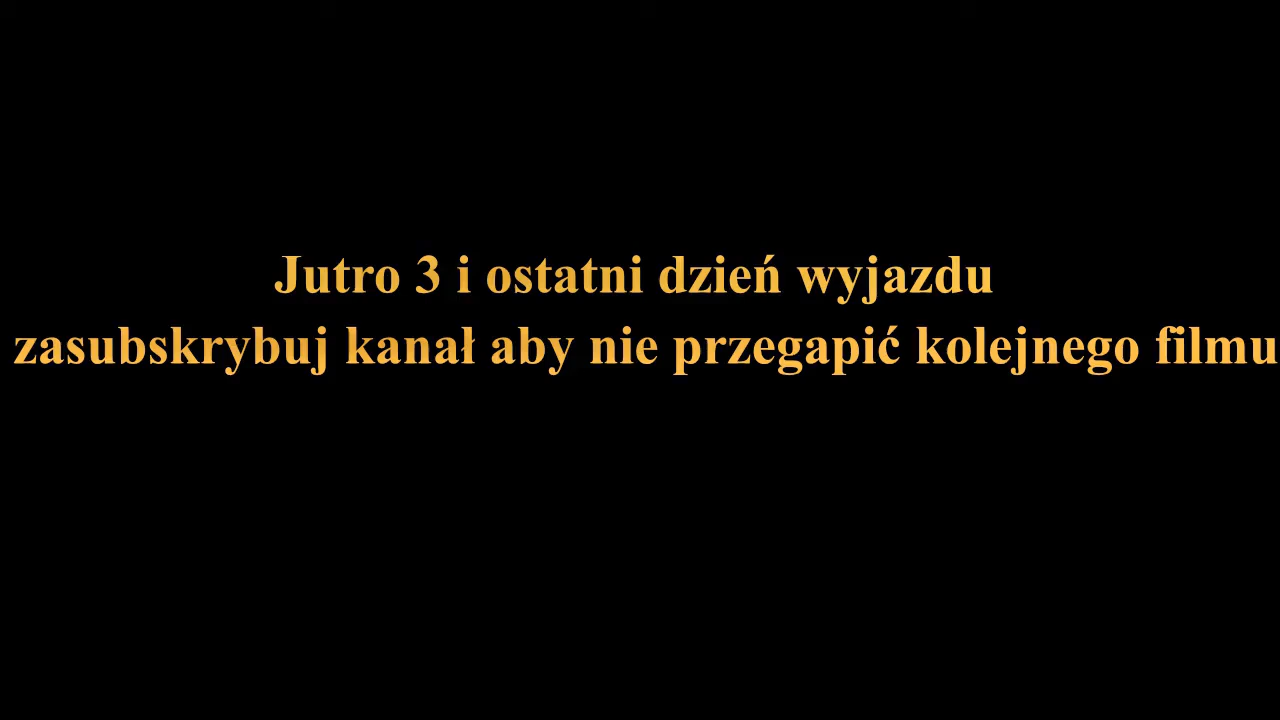 Jutro 3 i ostatni dzień wyjazdu
zasubskrybuj kanał aby nie przegapić kolejnego filmu